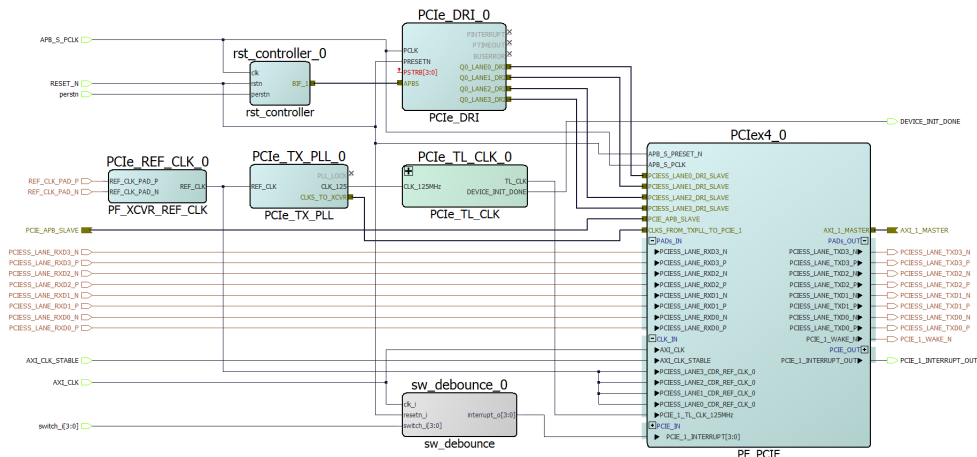 PCIe_DRI_0
PINTERRUPT
PTIMEOUT
BUSERROR
PCLK
PRESETN
PSTRB[3:0]
APBS
Q0_LANE0_DRI
Q0_LANE1_DRI
Q0_LANE2_DRI
Q0_LANE3_DRI
PCIe_DRI
APB_S_PCLK
RESET_N
perstn
rst_controller_0
clk
rstn
perstn
BIF_1
rst_controller
DEVICE_INIT_DONE
PCIe_REF_CLK_0
REF_CLK_PAD_P
REF_CLK_PAD_N
REF_CLK_PAD_P
REF_CLK_PAD_N
REF_CLK
PF_XCVR_REF_CLK
PCIe_TX_PLL_0
REF_CLK
PLL_LOCK
CLK_125
CLKS_TO_XCVR
PCIe_TX_PLL
PCIe_TL_CLK_0
CLK_125MHz
TL_CLK
DEVICE_INIT_DONE
PCIe_TL_CLK
PCIE_APB_SLAVE
PCIESS_LANE_RXD3_N
PCIESS_LANE_RXD3_P
PCIESS_LANE_RXD2_N
PCIESS_LANE_RXD2_P
PCIESS_LANE_RXD1_N
PCIESS_LANE_RXD1_P
PCIESS_LANE_RXD0_N
PCIESS_LANE_RXD0_P
AXI_CLK_STABLE
AXI_CLK
switch_i[3:0]
sw_debounce_0
clk_i
resetn_i
switch_i[3:0]
interrupt_o[3:0]
sw_debounce
PCIex4_0
APB_S_PRESET_N
APB_S_PCLK
PCIESS_LANE0_DRI_SLAVE
PCIESS_LANE1_DRI_SLAVE
PCIESS_LANE2_DRI_SLAVE
PCIESS_LANE3_DRI_SLAVE
PCIE_APB_SLAVE
CLKS_FROM_TXPLL_TO_PCIE_1
PADs_IN
PCIESS_LANE_RXD3_N
PCIESS_LANE_RXD3_P
PCIESS_LANE_RXD2_N
PCIESS_LANE_RXD2_P
PCIESS_LANE_RXD1_N
PCIESS_LANE_RXD1_P
PCIESS_LANE_RXD0_N
PCIESS_LANE_RXD0_P
CLK_IN
AXI_CLK
AXI_CLK_STABLE
PCIESS_LANE3_CDR_REF_CLK_0
PCIESS_LANE2_CDR_REF_CLK_0
PCIESS_LANE1_CDR_REF_CLK_0
PCIESS_LANE0_CDR_REF_CLK_0
PCIE_1_TL_CLK_125MHz
PCIE_IN
PCIE_1_INTERRUPT[3:0]
AXI_1_MASTER
PADs_OUT
PCIESS_LANE_TXD3_N
PCIESS_LANE_TXD3_P
PCIESS_LANE_TXD2_N
PCIESS_LANE_TXD2_P
PCIESS_LANE_TXD1_N
PCIESS_LANE_TXD1_P
PCIESS_LANE_TXD0_N
PCIESS_LANE_TXD0_P
PCIE_1_WAKE_N
PCIE_OUT
PCIE_1_INTERRUPT_OUT
PF_PCIE
AXI_1_MASTER
PCIESS_LANE_TXD3_N
PCIESS_LANE_TXD3_P
PCIESS_LANE_TXD2_N
PCIESS_LANE_TXD2_P
PCIESS_LANE_TXD1_N
PCIESS_LANE_TXD1_P
PCIESS_LANE_TXD0_N
PCIESS_LANE_TXD0_P
PCIE_1_WAKE_N
PCIE_1_INTERRUPT_OUT